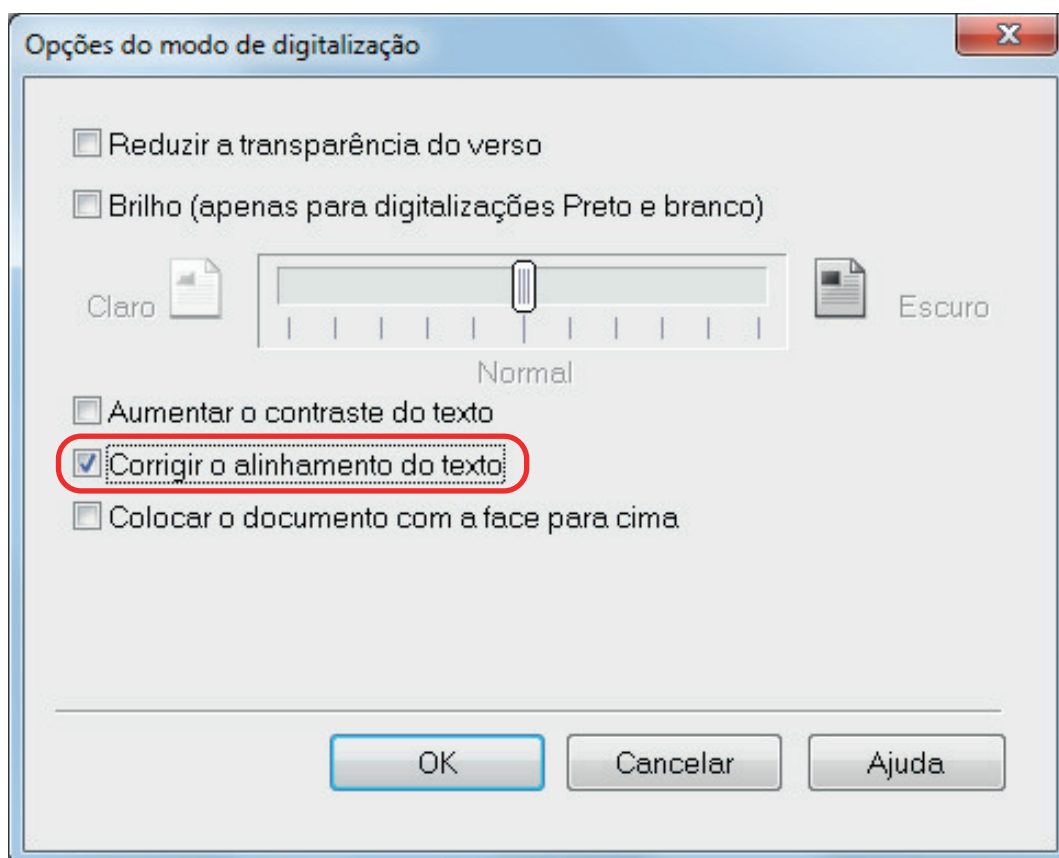 Opções do modo de digitalização
Reduzir a transparência do verso
Brilho (apenas para digitalizações Preto e branco)
Claro Escuro
Normal
Aumentar o contraste do texto
Corrigir o alinhamento do texto
Colocar o documento com a face para cima
OK Cancelar Ajuda